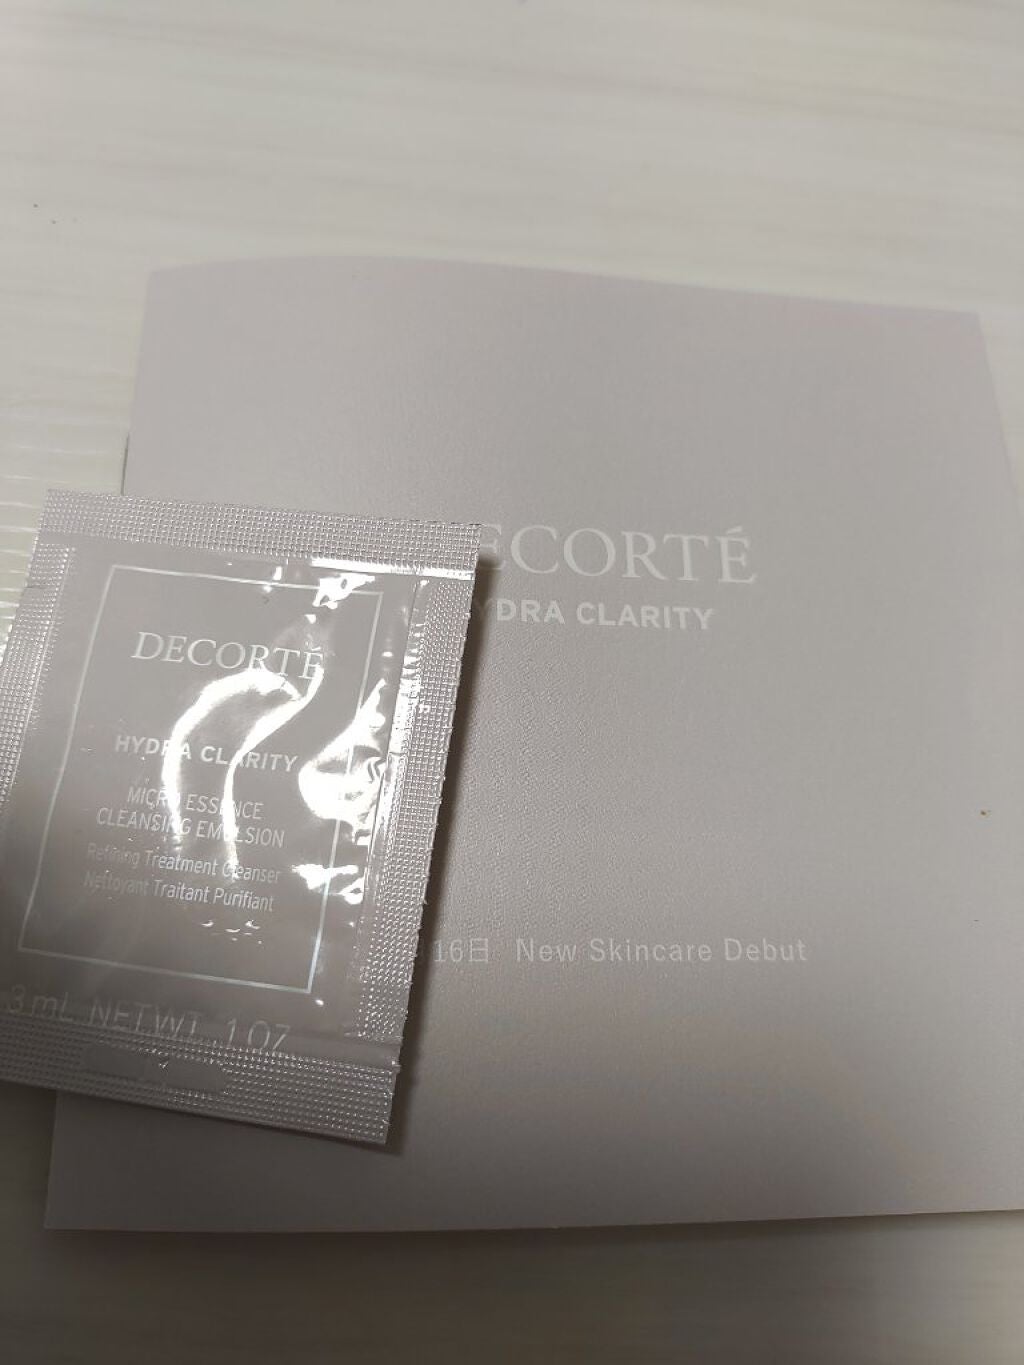 DECORTÉ
HYDRA CLARITY
MICRO ESSENCE
CLEANSING EMULSION
Refining Treatment Cleanser
Nettoyant Traitant Purifiant
3 mL NET WT. .1 OZ
ECORTÉ
YDRA CLARITY
16日 New Skincare Debut